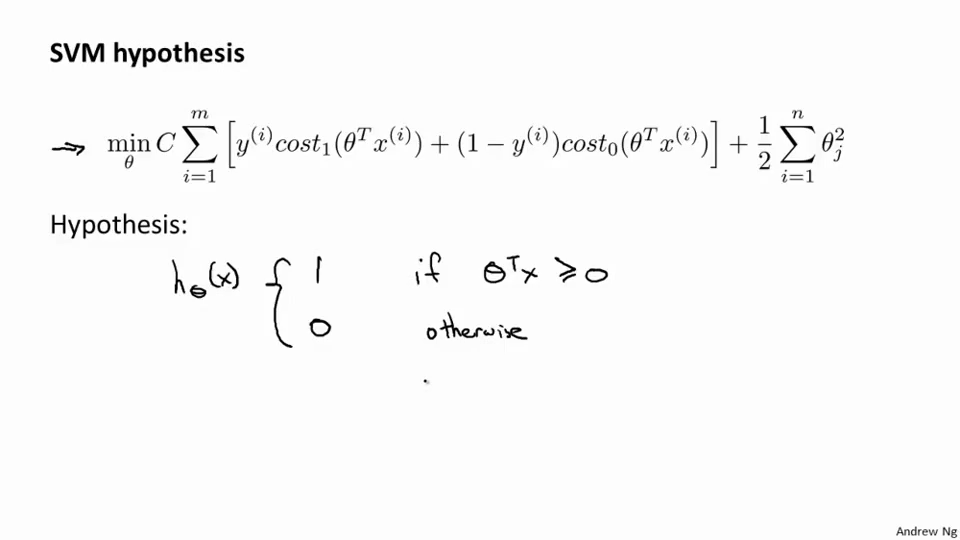 SVM hypothesis
⇒ min_θ C ∑_{i=1}^{m} [y^{(i)} cost_1(θ^T x^{(i)}) + (1 − y^{(i)}) cost_0(θ^T x^{(i)})] + 1/2 ∑_{i=1}^{n} θ_j^2
Hypothesis:
h_θ(x) { 1 if θ^T x ≥ 0
0 otherwise
Andrew Ng